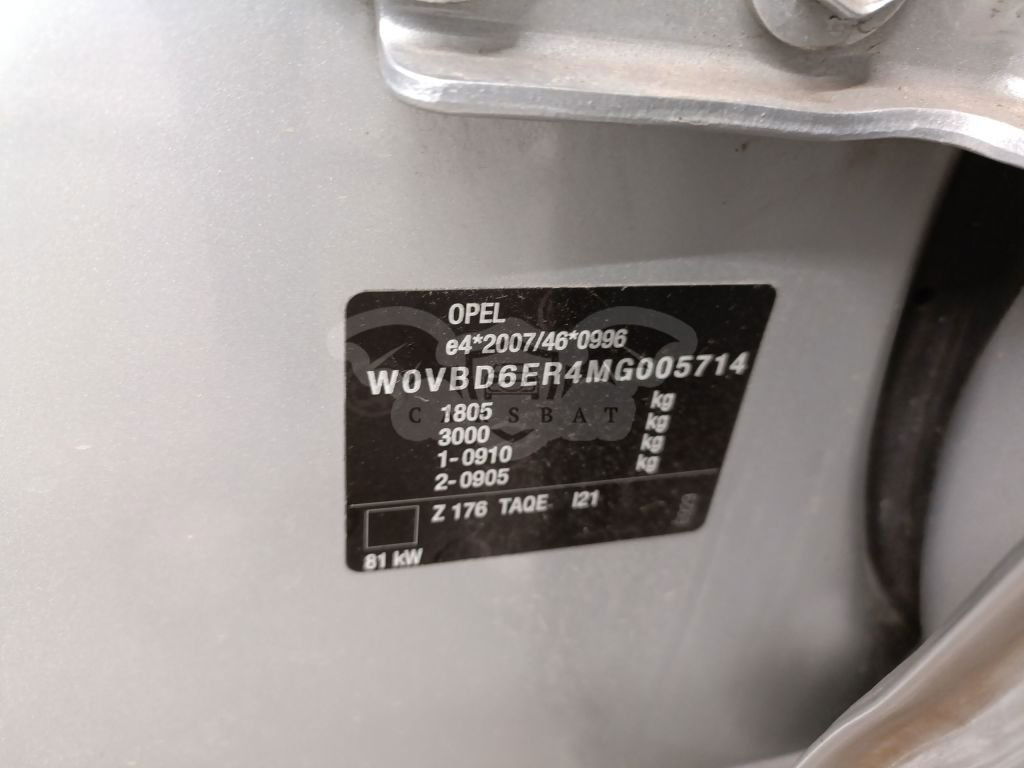 OPEL
e4*2007/46*0996
W0VBD6ER4MG005714
1805 kg
3000 kg
1-0910 kg
2-0905 kg
Z 176 TAQE I21
81 kW